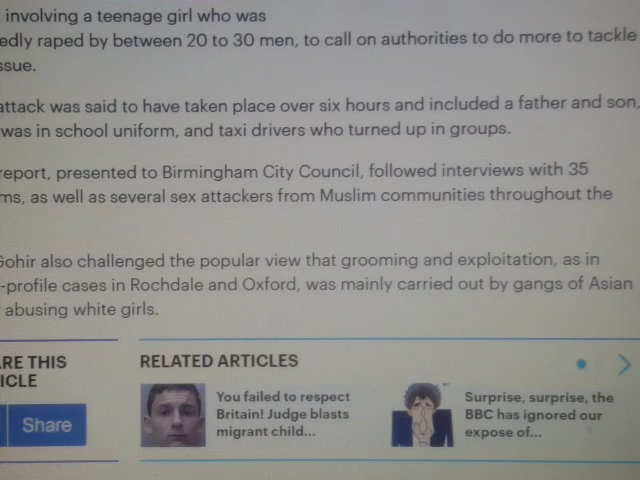 involving a teenage girl who was
edly raped by between 20 to 30 men, to call on authorities to do more to tackle
ssue.
attack was said to have taken place over six hours and included a father and son,
was in school uniform, and taxi drivers who turned up in groups.
report, presented to Birmingham City Council, followed interviews with 35
ms, as well as several sex attackers from Muslim communities throughout the
Gohir also challenged the popular view that grooming and exploitation, as in
-profile cases in Rochdale and Oxford, was mainly carried out by gangs of Asian
abusing white girls.
RE THIS
ICLE
Share
RELATED ARTICLES
You failed to respect
Britain! Judge blasts
migrant child...
Surprise, surprise, the
BBC has ignored our
expose of...